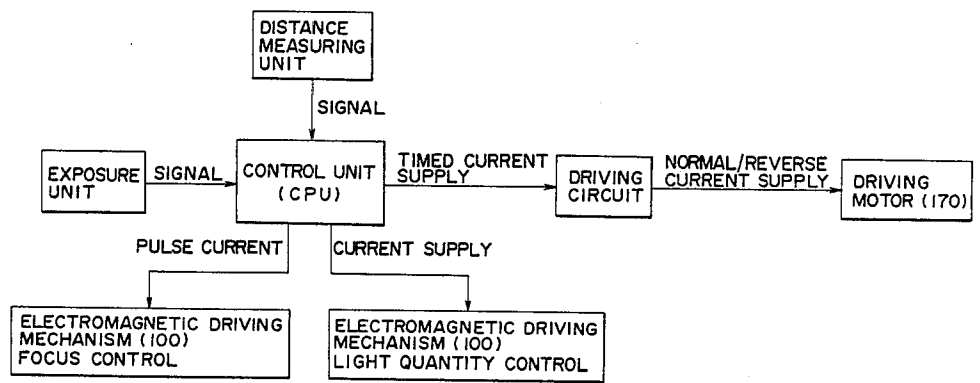 DISTANCE
MEASURING
UNIT
SIGNAL
EXPOSURE
UNIT
SIGNAL
CONTROL UNIT
(CPU)
TIMED CURRENT
SUPPLY
DRIVING
CIRCUIT
NORMAL/REVERSE
CURRENT SUPPLY
DRIVING
MOTOR (170)
PULSE CURRENT
CURRENT SUPPLY
ELECTROMAGNETIC DRIVING
MECHANISM (100)
FOCUS CONTROL
ELECTROMAGNETIC DRIVING
MECHANISM (100)
LIGHT QUANTITY CONTROL